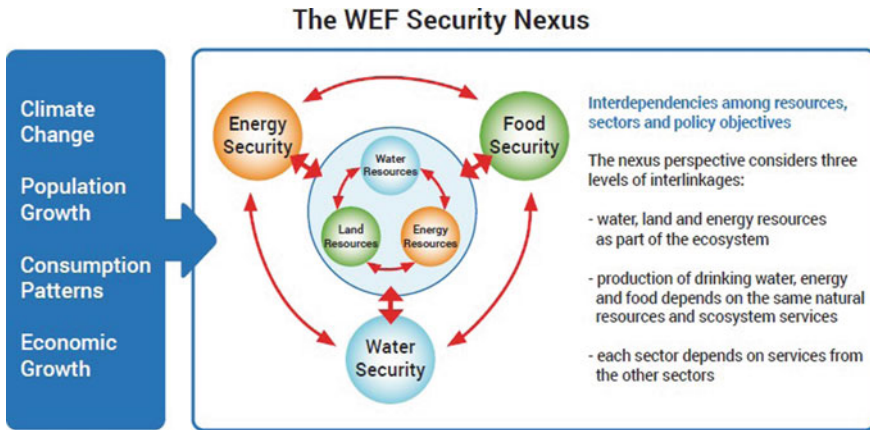 The WEF Security Nexus
Climate
Change
Population
Growth
Consumption
Patterns
Economic
Growth
Energy
Security
Food
Security
Water
Resources
Land
Resources
Energy
Resources
Water
Security
Interdependencies among resources,
sectors and policy objectives
The nexus perspective considers three
levels of interlinkages:
- water, land and energy resources
as part of the ecosystem
- production of drinking water, energy
and food depends on the same natural
resources and scosystem services
- each sector depends on services from
the other sectors